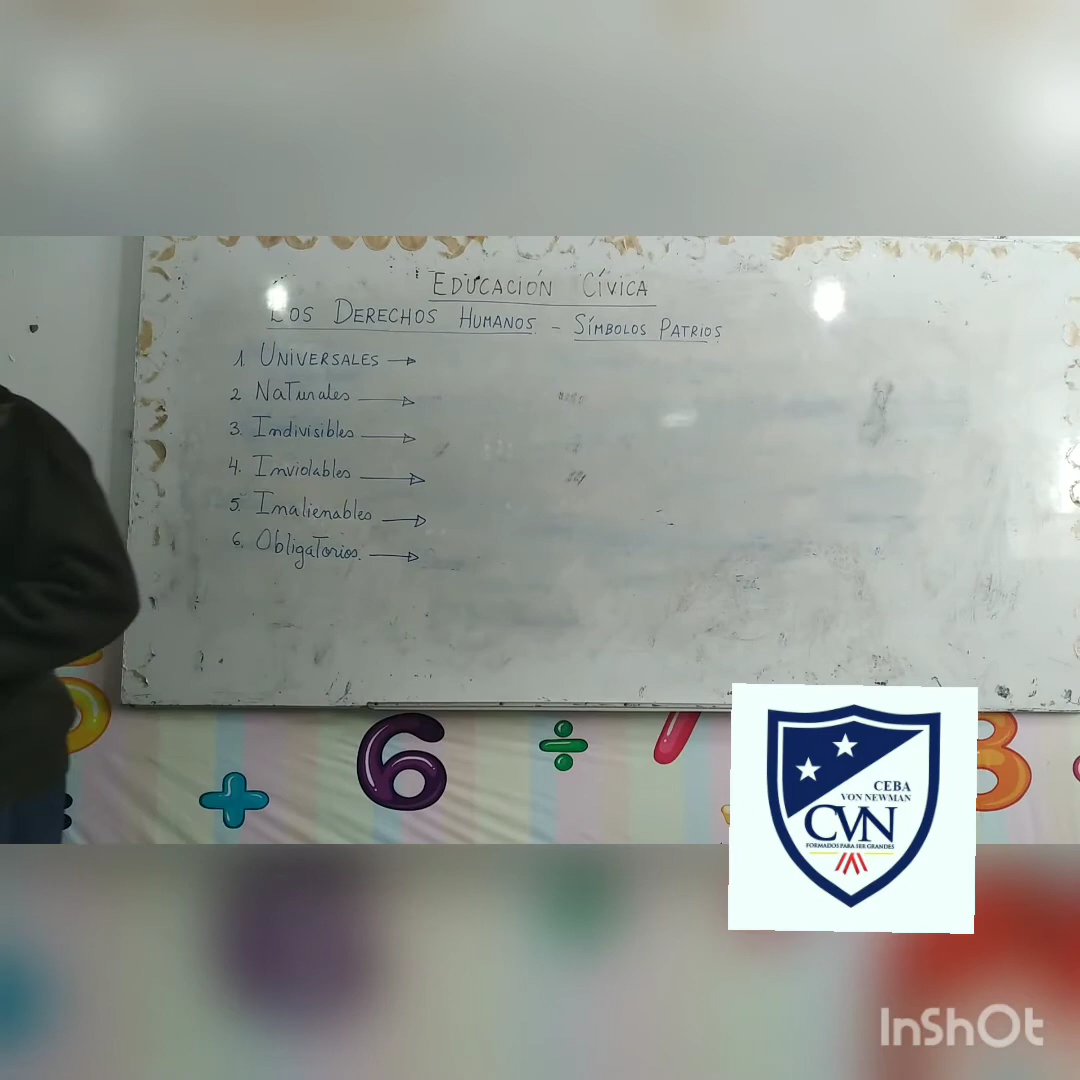 EDUCACIÓN CÍVICA
LOS DERECHOS HUMANOS - SÍMBOLOS PATRIOS
1 UNIVERSALES →
2 Naturales →
3. Indivisibles →
4. Inviolables →
5. Inalienables →
6. Obligatorios. →
6 ÷
+
CEBA
VON NEWMAN
CVN
FORMADOS PARA SER GRANDES
InShOt